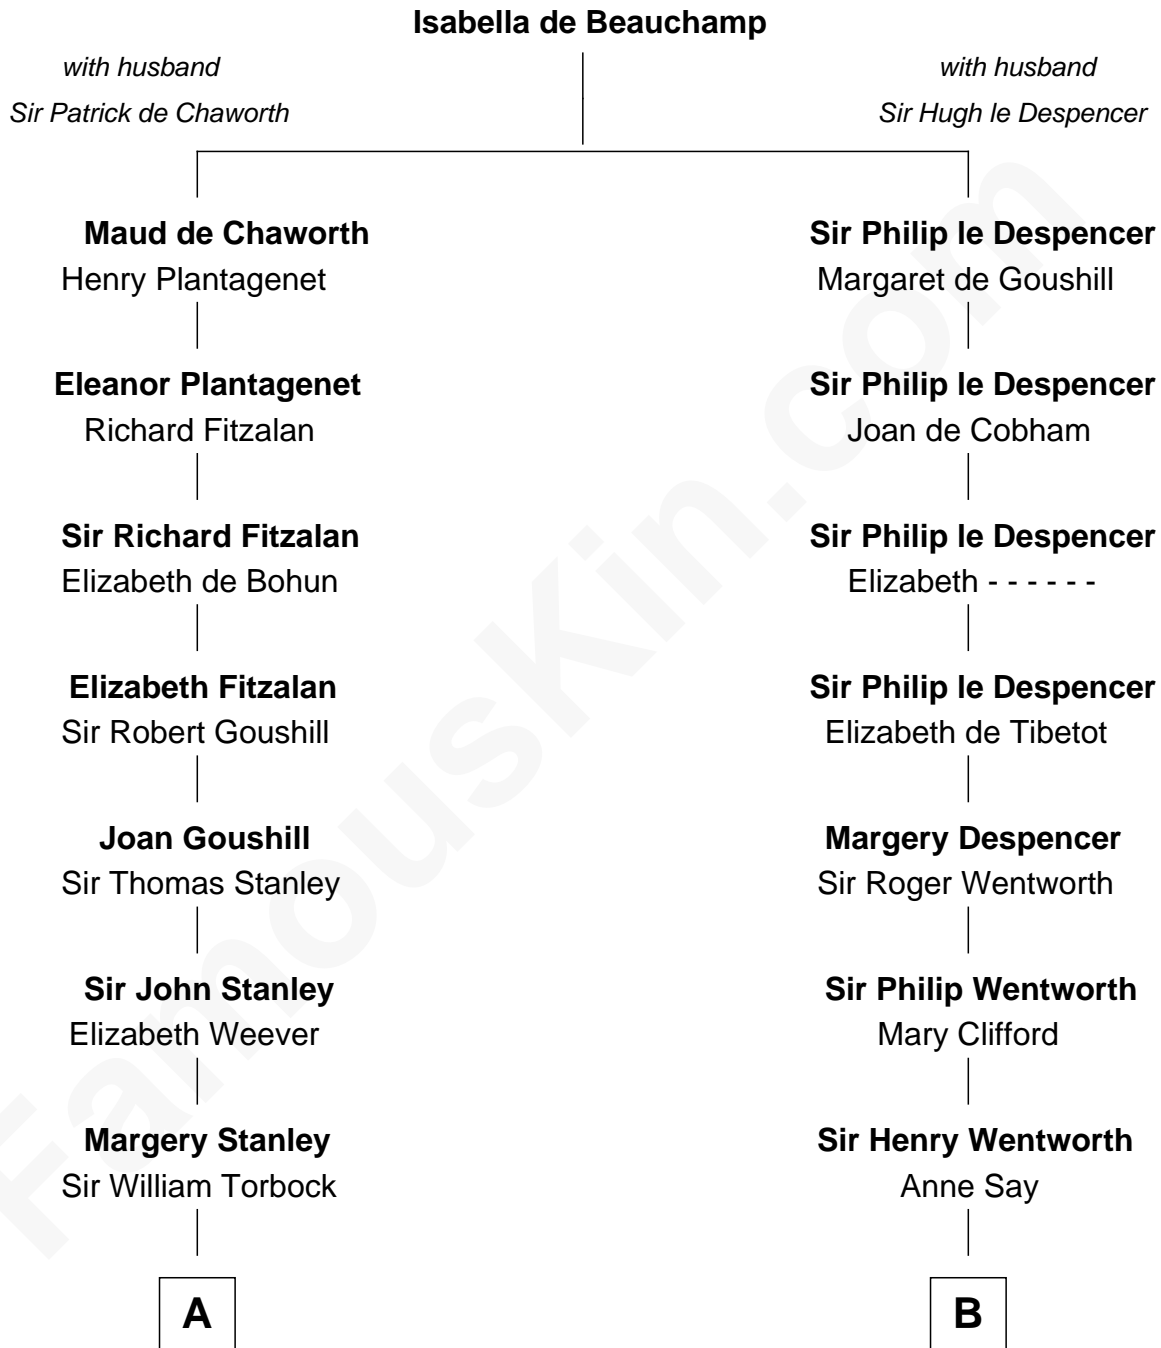 Isabella de Beauchamp
with husband
Sir Patrick de Chaworth
with husband
Sir Hugh le Despencer
Maud de Chaworth
Henry Plantagenet
Sir Philip le Despencer
Margaret de Goushill
Eleanor Plantagenet
Richard Fitzalan
Sir Philip le Despencer
Joan de Cobham
Sir Richard Fitzalan
Elizabeth de Bohun
Sir Philip le Despencer
Elizabeth - - - - - -
Elizabeth Fitzalan
Sir Robert Goushill
Sir Philip le Despencer
Elizabeth de Tibetot
Joan Goushill
Sir Thomas Stanley
Margery Despencer
Sir Roger Wentworth
Sir John Stanley
Elizabeth Weever
Sir Philip Wentworth
Mary Clifford
Margery Stanley
Sir William Torbock
Sir Henry Wentworth
Anne Say
A
B
FamousKin.com